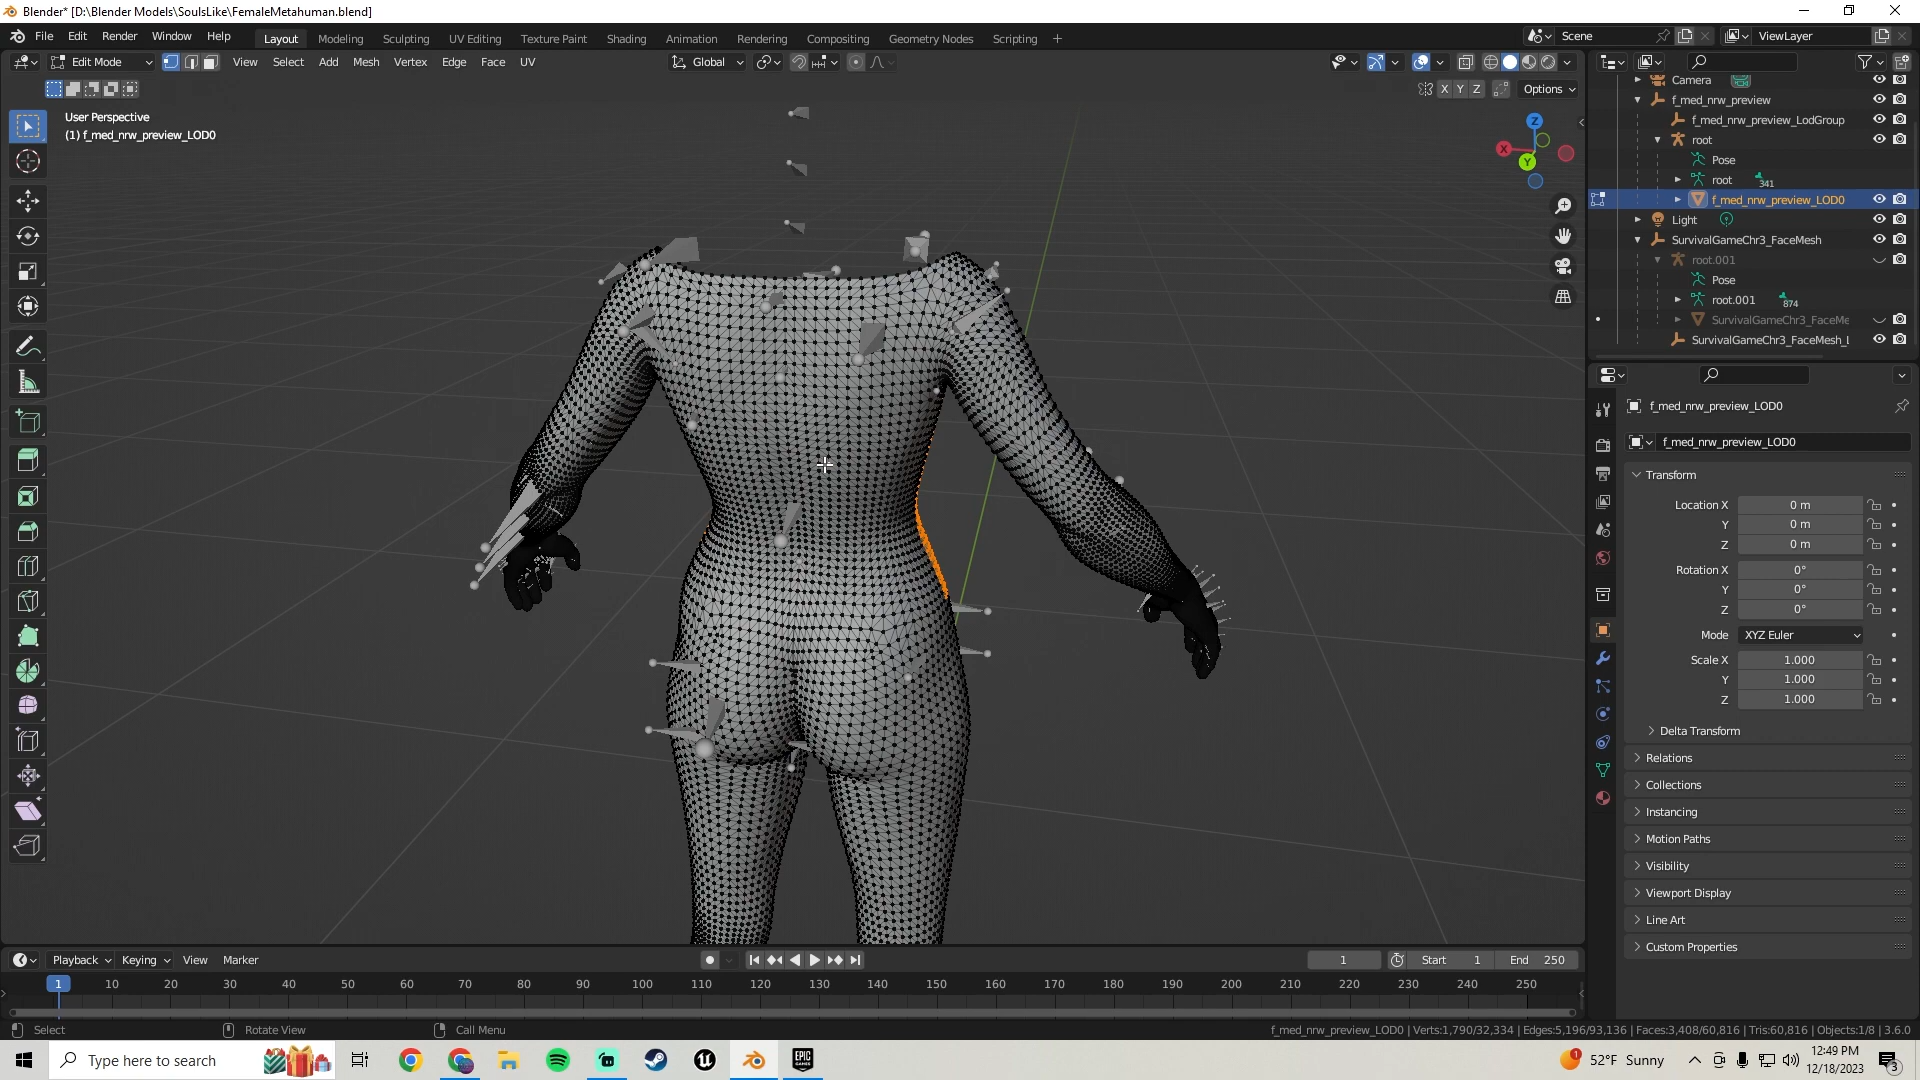 Blender* [D:\Blender Models\SoulsLike\FemaleMetahuman.blend]
File Edit Render Window Help Layout Modeling Sculpting UV Editing Texture Paint Shading Animation Rendering Compositing Geometry Nodes Scripting + Scene ViewLayer
Edit Mode View Select Add Mesh Vertex Edge Face UV Global
X Y Z Options
User Perspective
(1) f_med_nrw_preview_LOD0
Z
X
Y
Camera
f_med_nrw_preview
f_med_nrw_preview_LodGroup
root
Pose
root 341
f_med_nrw_preview_LOD0
Light
SurvivalGameChr3_FaceMesh
root.001
Pose
root.001 874
SurvivalGameChr3_FaceMe
SurvivalGameChr3_FaceMesh_L
f_med_nrw_preview_LOD0
f_med_nrw_preview_LOD0
Transform
Location X 0 m
Y 0 m
Z 0 m
Rotation X 0°
Y 0°
Z 0°
Mode XYZ Euler
Scale X 1.000
Y 1.000
Z 1.000
Delta Transform
Relations
Collections
Instancing
Motion Paths
Visibility
Viewport Display
Line Art
Custom Properties
Playback Keying View Marker 1 Start 1 End 250
1 10 20 30 40 50 60 70 80 90 100 110 120 130 140 150 160 170 180 190 200 210 220 230 240 250
Select Rotate View Call Menu f_med_nrw_preview_LOD0 | Verts:1,790/32,334 | Edges:5,196/93,136 | Faces:3,408/60,816 | Tris:60,816 | Objects:1/8 | 3.6.0
Type here to search EPIC GAMES 1 52°F Sunny 12:49 PM
12/18/2023 3